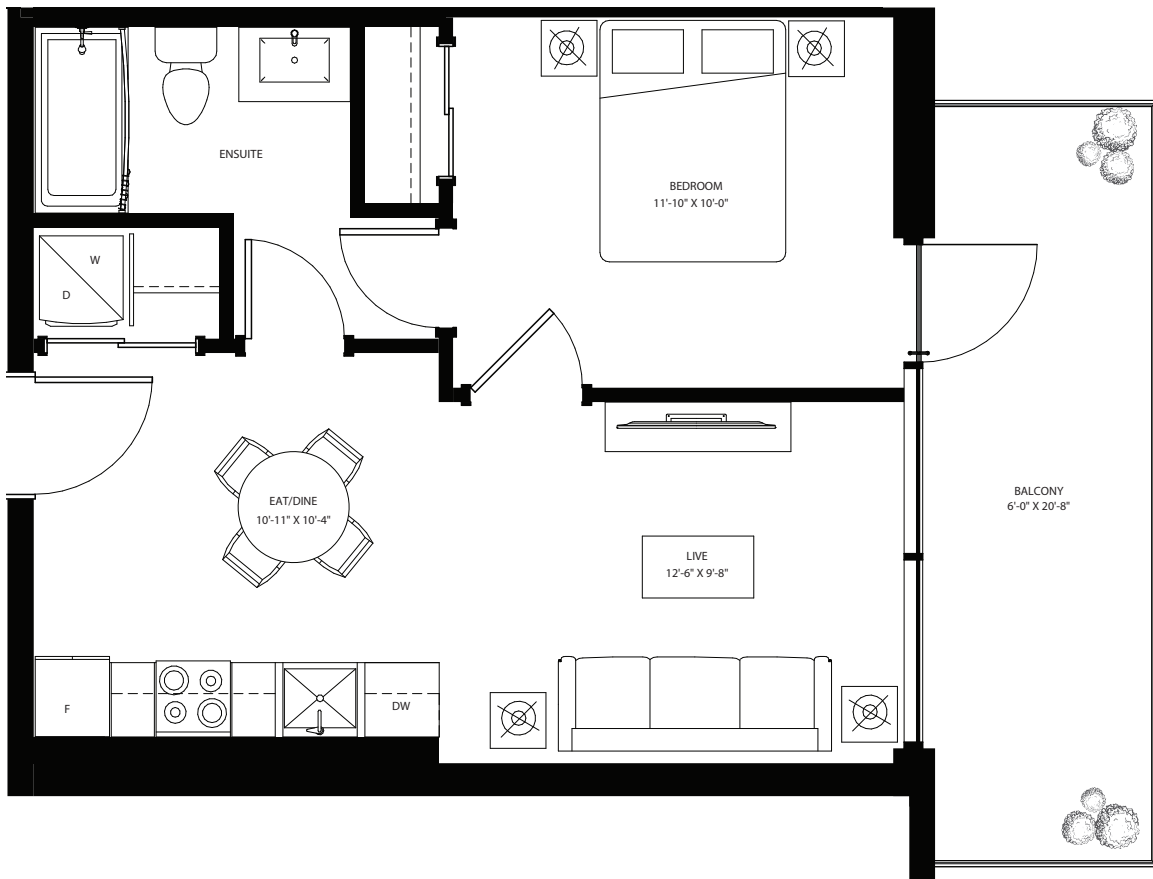 ENSUITE
BEDROOM
11'-10" X 10'-0"
W
D
EAT/DINE
10'-11" X 10'-4"
BALCONY
6'-0" X 20'-8"
LIVE
12'-6" X 9'-8"
F
DW